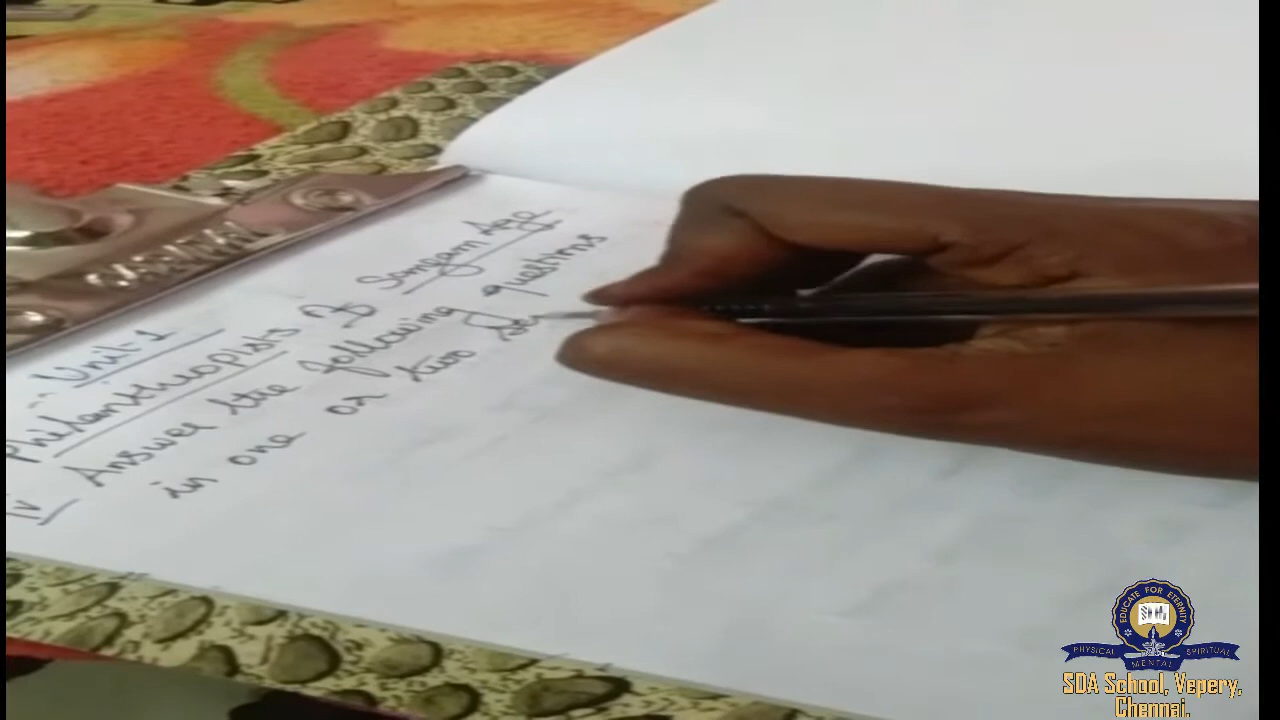 Unit-1
Philanthropists Of Sangam Age
iv Answer the following questions
in one or two Se
EDUCATE FOR ETERNITY
PHYSICAL MENTAL SPIRITUAL
SDA School, Vepery,
Chennai.